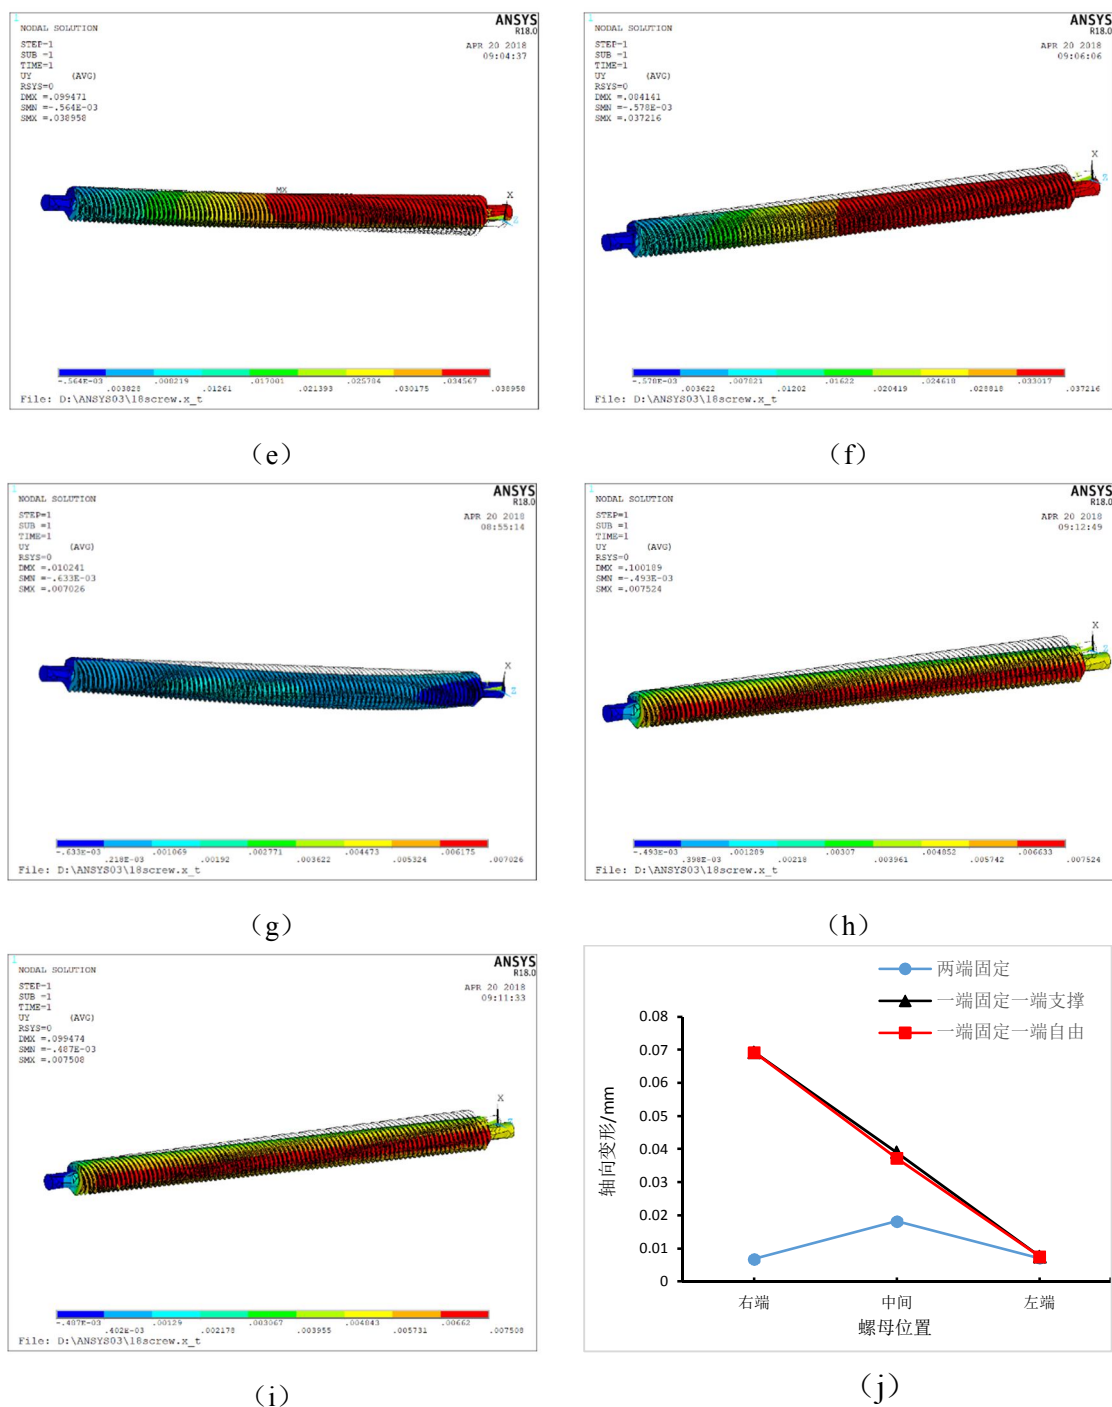 1
NODAL SOLUTION
STEP=1
SUB =1
TIME=1
UY (AVG)
RSYS=0
DMX =.099471
SMN =-.564E-03
SMX =.038958
ANSYS
R18.0
APR 20 2018
09:04:37
MX
X
-.564E-03 .003828 .008219 .01261 .017001 .021393 .025784 .030175 .034567 .038958
File: D:\ANSYS03\18screw.x_t
(e)
1
NODAL SOLUTION
STEP=1
SUB =1
TIME=1
UY (AVG)
RSYS=0
DMX =.084141
SMN =-.578E-03
SMX =.037216
ANSYS
R18.0
APR 20 2018
09:06:06
X
-.578E-03 .003622 .007821 .01202 .01622 .020419 .024618 .028818 .033017 .037216
File: D:\ANSYS03\18screw.x_t
(f)
1
NODAL SOLUTION
STEP=1
SUB =1
TIME=1
UY (AVG)
RSYS=0
DMX =.010241
SMN =-.633E-03
SMX =.007026
ANSYS
R18.0
APR 20 2018
08:55:14
X
-.633E-03 .218E-03 .001069 .00192 .002771 .003622 .004473 .005324 .006175 .007026
File: D:\ANSYS03\18screw.x_t
(g)
1
NODAL SOLUTION
STEP=1
SUB =1
TIME=1
UY (AVG)
RSYS=0
DMX =.100189
SMN =-.493E-03
SMX =.007524
ANSYS
R18.0
APR 20 2018
09:12:49
X
-.493E-03 .398E-03 .001289 .00218 .00307 .003961 .004852 .005742 .006633 .007524
File: D:\ANSYS03\18screw.x_t
(h)
1
NODAL SOLUTION
STEP=1
SUB =1
TIME=1
UY (AVG)
RSYS=0
DMX =.099474
SMN =-.487E-03
SMX =.007508
ANSYS
R18.0
APR 20 2018
09:11:33
X
-.487E-03 .402E-03 .00129 .002178 .003067 .003955 .004843 .005731 .00662 .007508
File: D:\ANSYS03\18screw.x_t
(i)
两端固定
一端固定一端支撑
一端固定一端自由
0.08
0.07
0.06
0.05
0.04
0.03
0.02
0.01
0
轴向变形/mm
右端 中间 左端
螺母位置
(j)